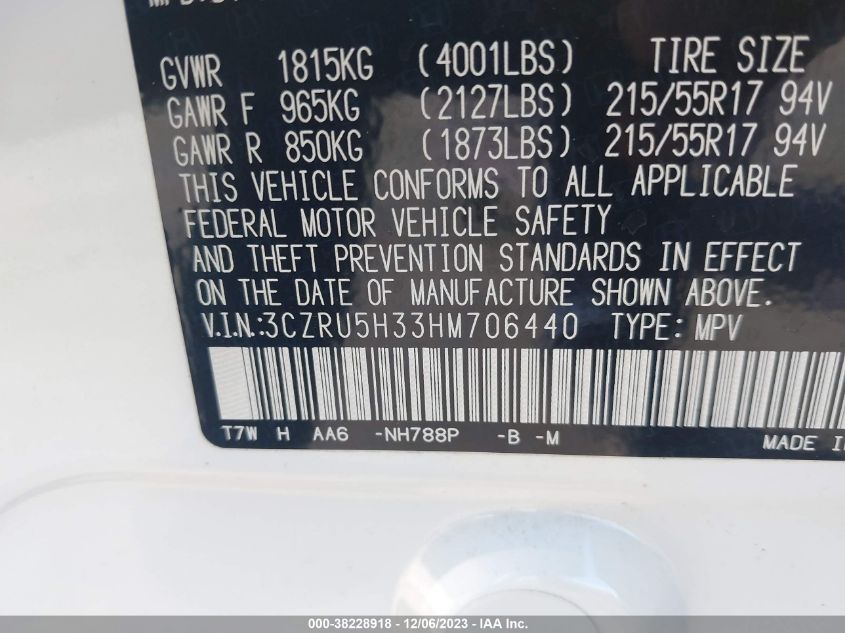 GVWR 1815KG (4001LBS) TIRE SIZE
GAWR F 965KG (2127LBS) 215/55R17 94V
GAWR R 850KG (1873LBS) 215/55R17 94V
THIS VEHICLE CONFORMS TO ALL APPLICABLE
FEDERAL MOTOR VEHICLE SAFETY
AND THEFT PREVENTION STANDARDS IN EFFECT
ON THE DATE OF MANUFACTURE SHOWN ABOVE.
V.I.N.:3CZRU5H33HM706440 TYPE: MPV
T7W H AA6 -NH788P -B -M MADE I
000-38228918 - 12/06/2023 - IAA Inc.